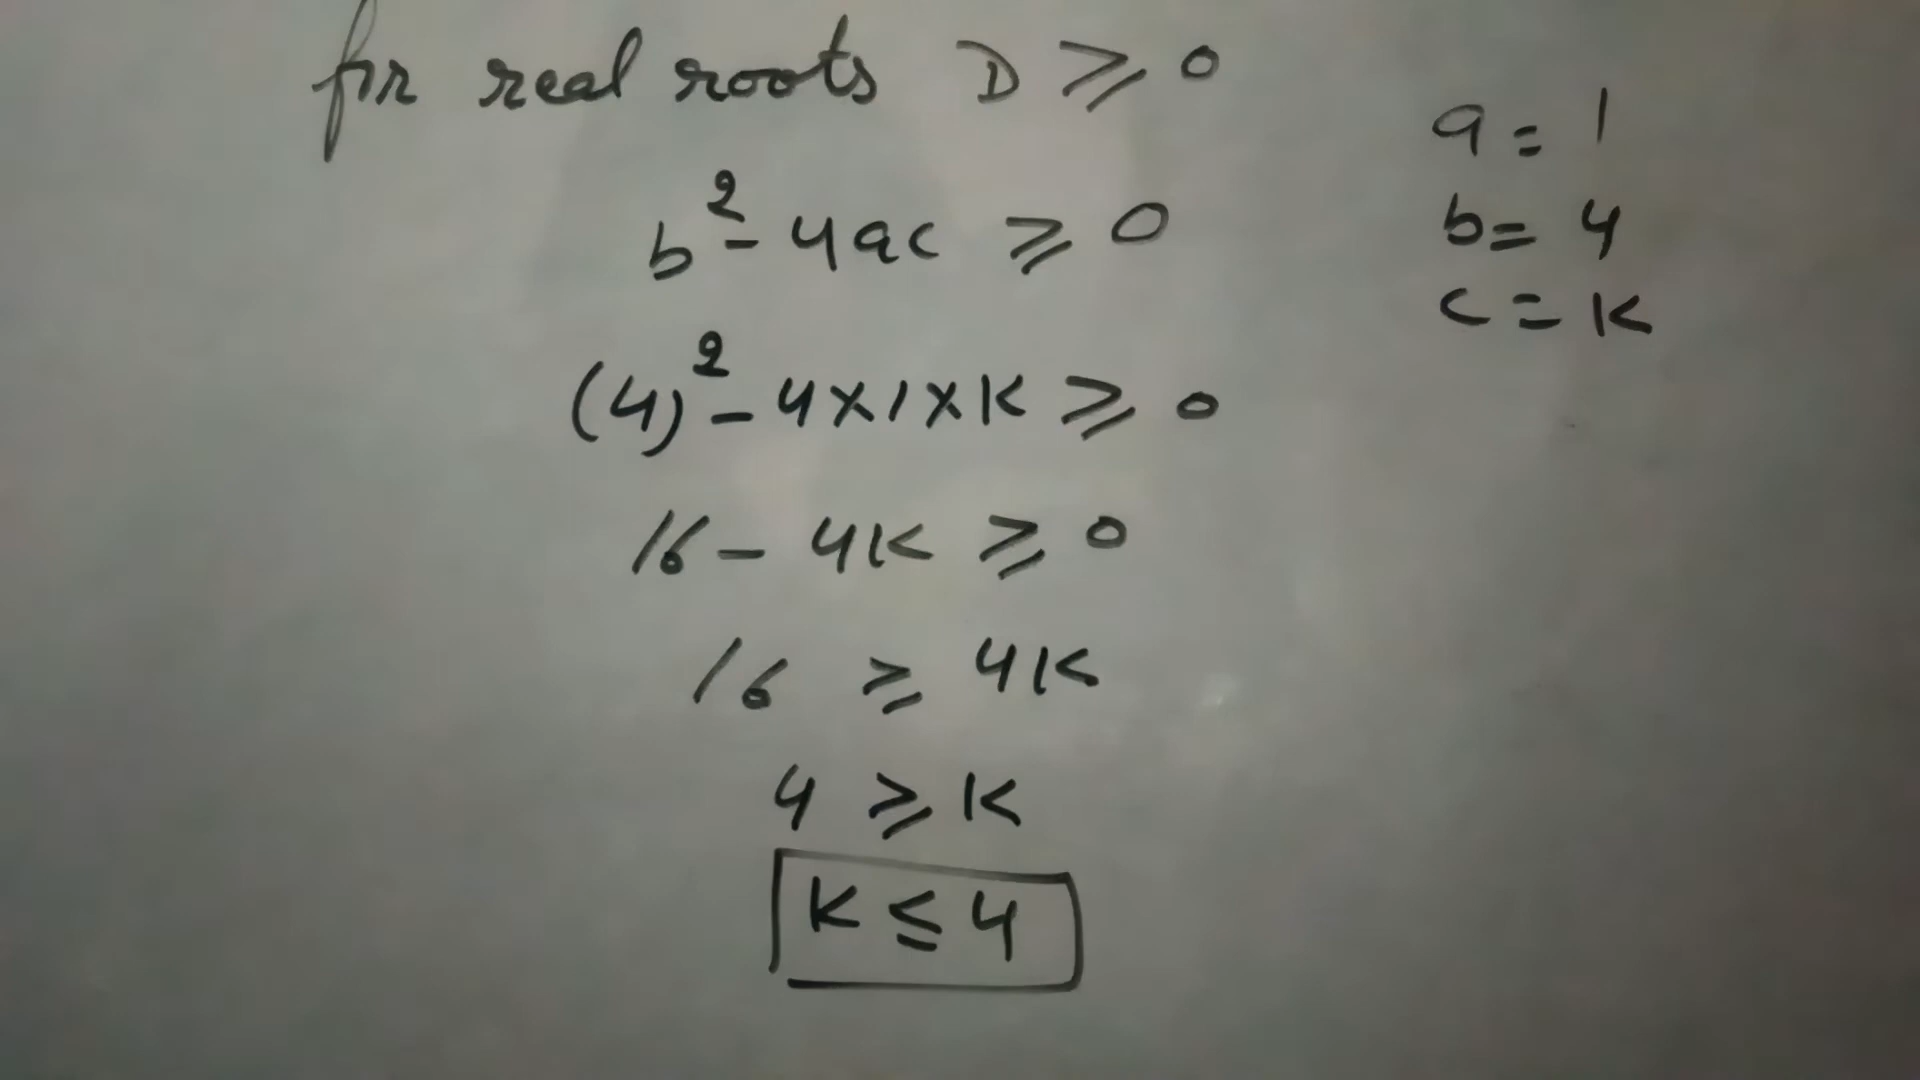 for real roots D ⩾ 0
a = 1
b² - 4ac ⩾ 0
b = 4
c = K
(4)² - 4×1×K ⩾ 0
16 - 4K ⩾ 0
16 ⩾ 4K
4 ⩾ K
K ≤ 4